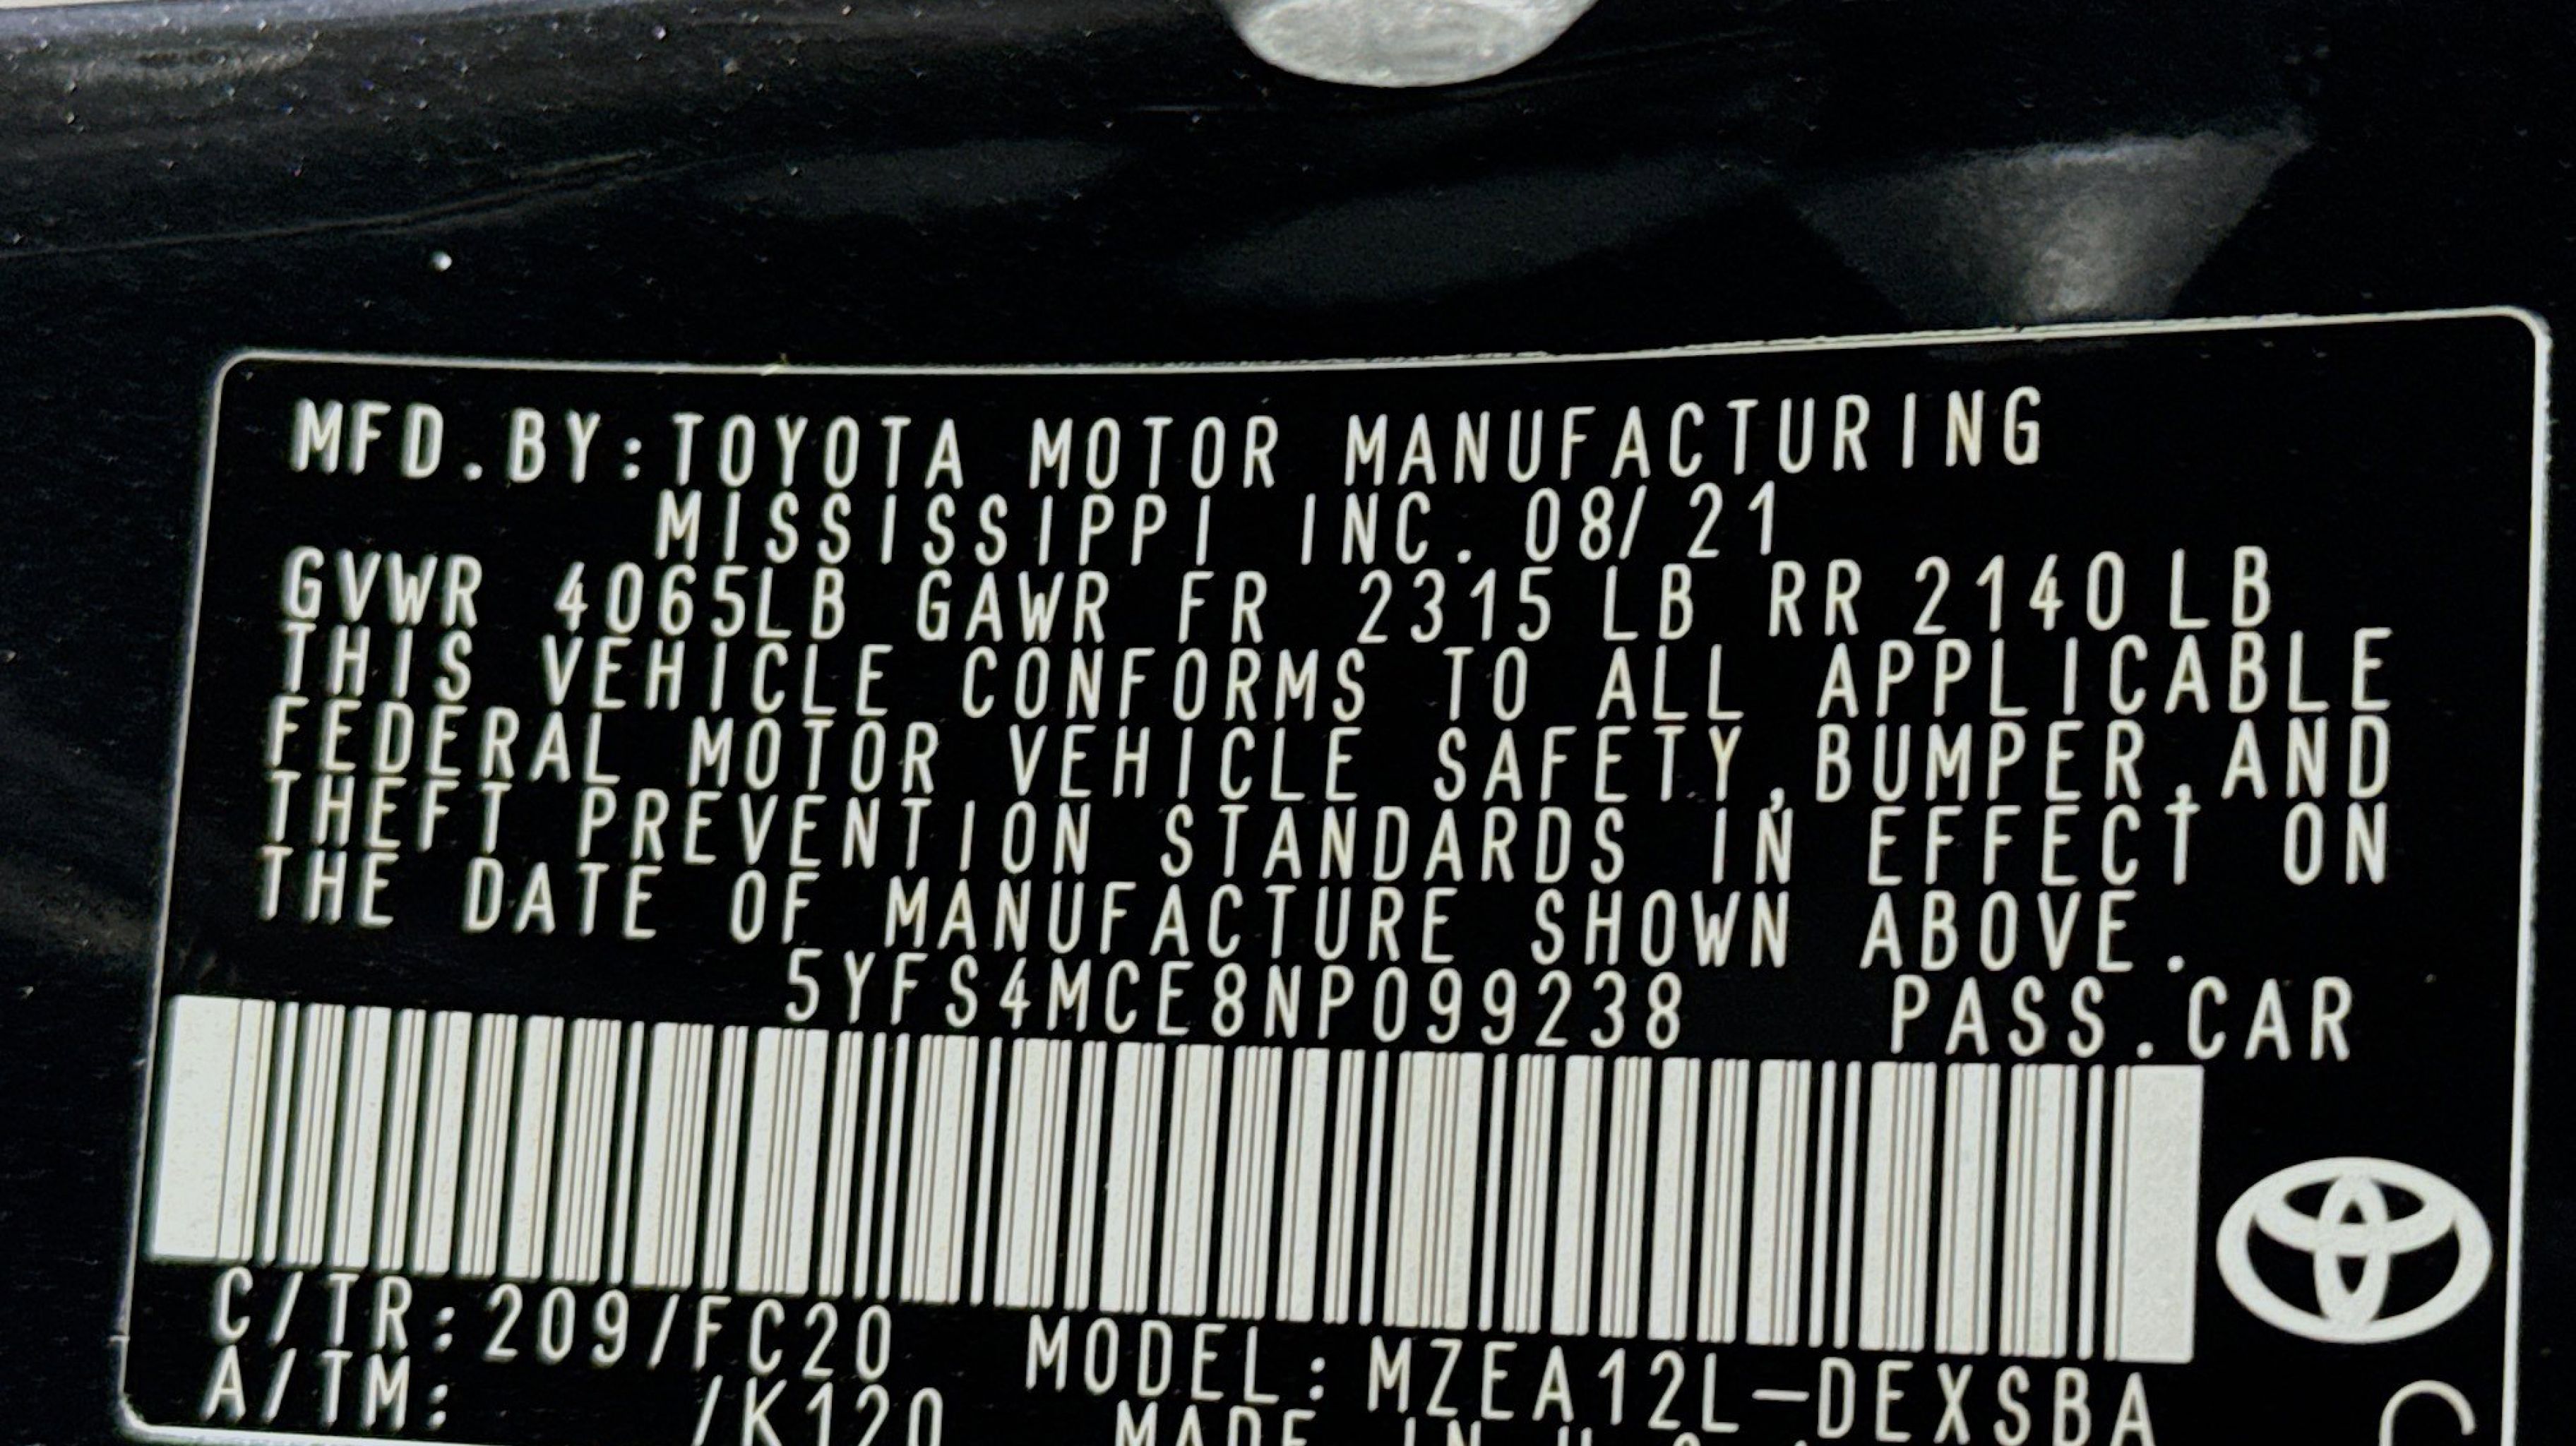 MFD.BY:TOYOTA MOTOR MANUFACTURING
MISSISSIPPI INC. 08/21
GVWR 4065LB GAWR FR 2315LB RR 2140LB
THIS VEHICLE CONFORMS TO ALL APPLICABLE
FEDERAL MOTOR VEHICLE SAFETY,BUMPER,AND
THEFT PREVENTION STANDARDS IN EFFECT ON
THE DATE OF MANUFACTURE SHOWN ABOVE.
5YFS4MCE8NP099238 PASS.CAR
C/TR:209/FC20 MODEL:MZEA12L-DEXSBA
A/TM: /K120 MADE IN U.S.